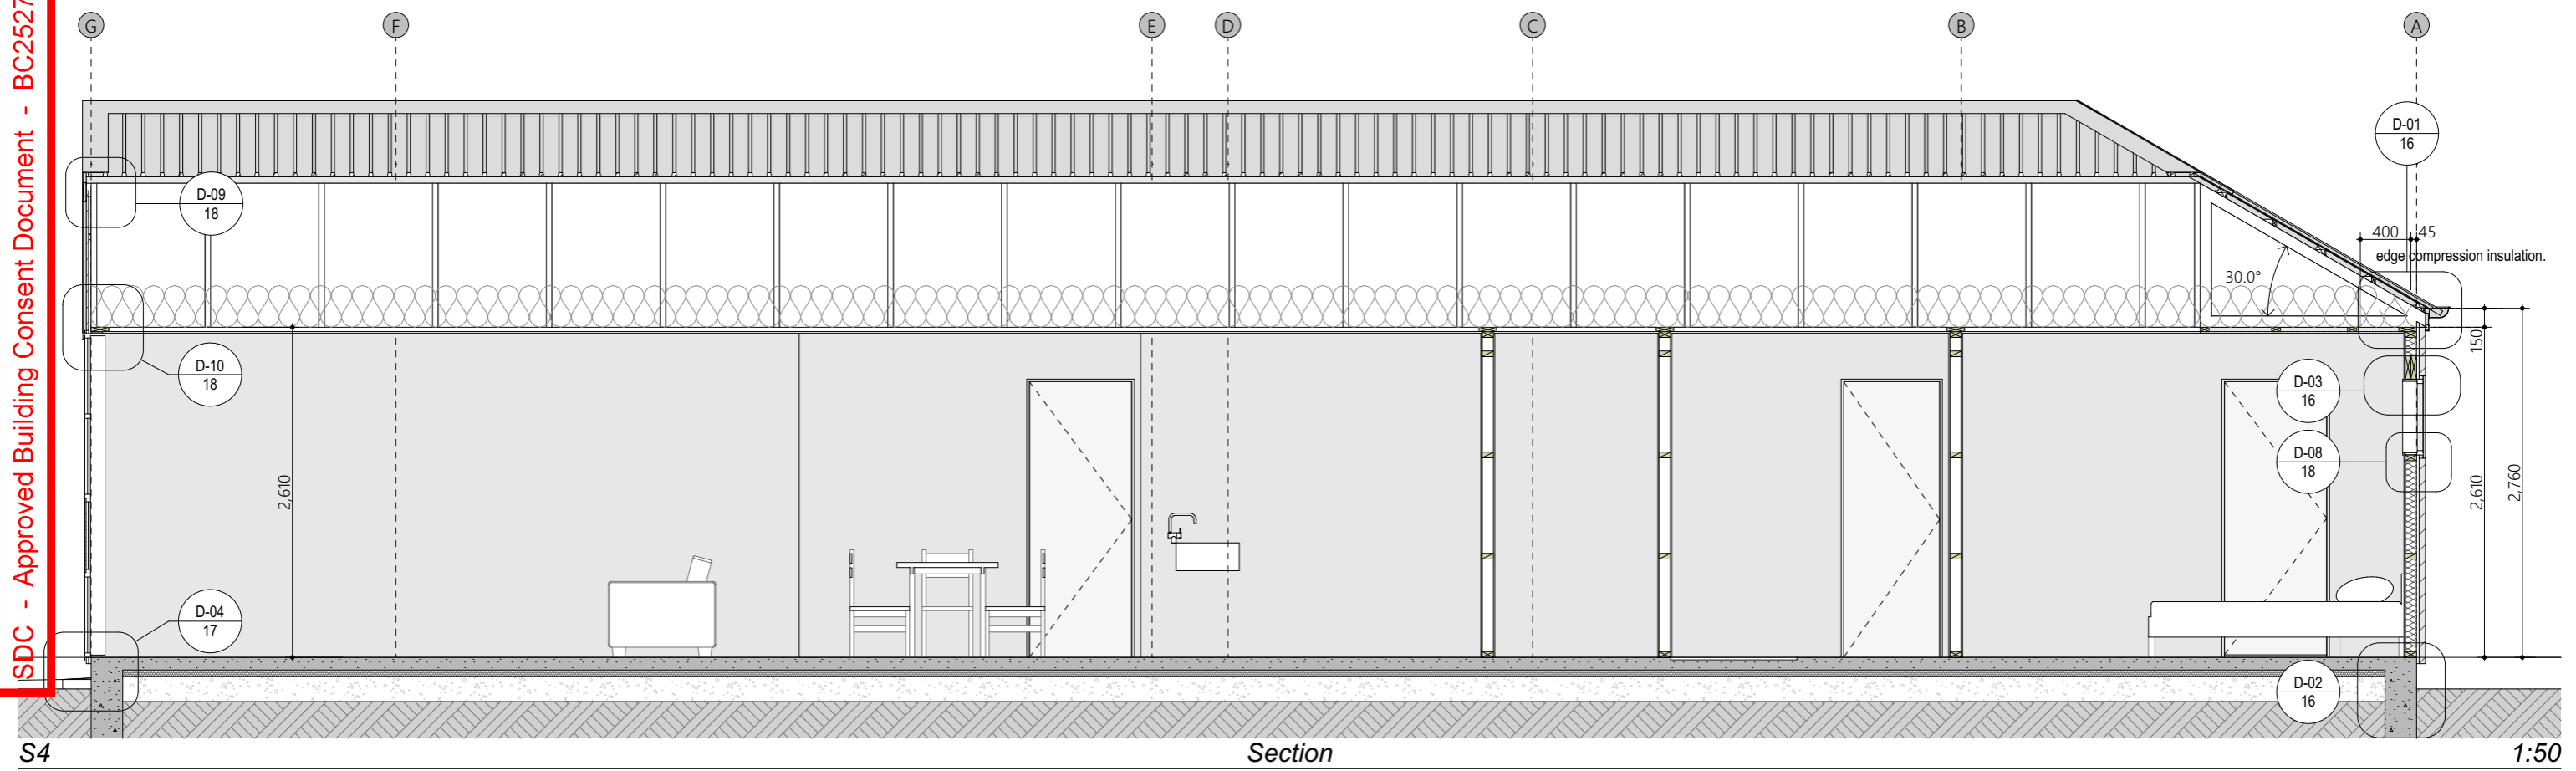 SDC - Approved Building Consent Document - BC2527
G
F
E
D
C
B
A
D-01
16
D-09
18
400
45
edge compression insulation.
30.0°
150
D-10
18
D-03
16
D-08
18
2,610
2,610
2,760
D-04
17
D-02
16
S4
Section
1:50